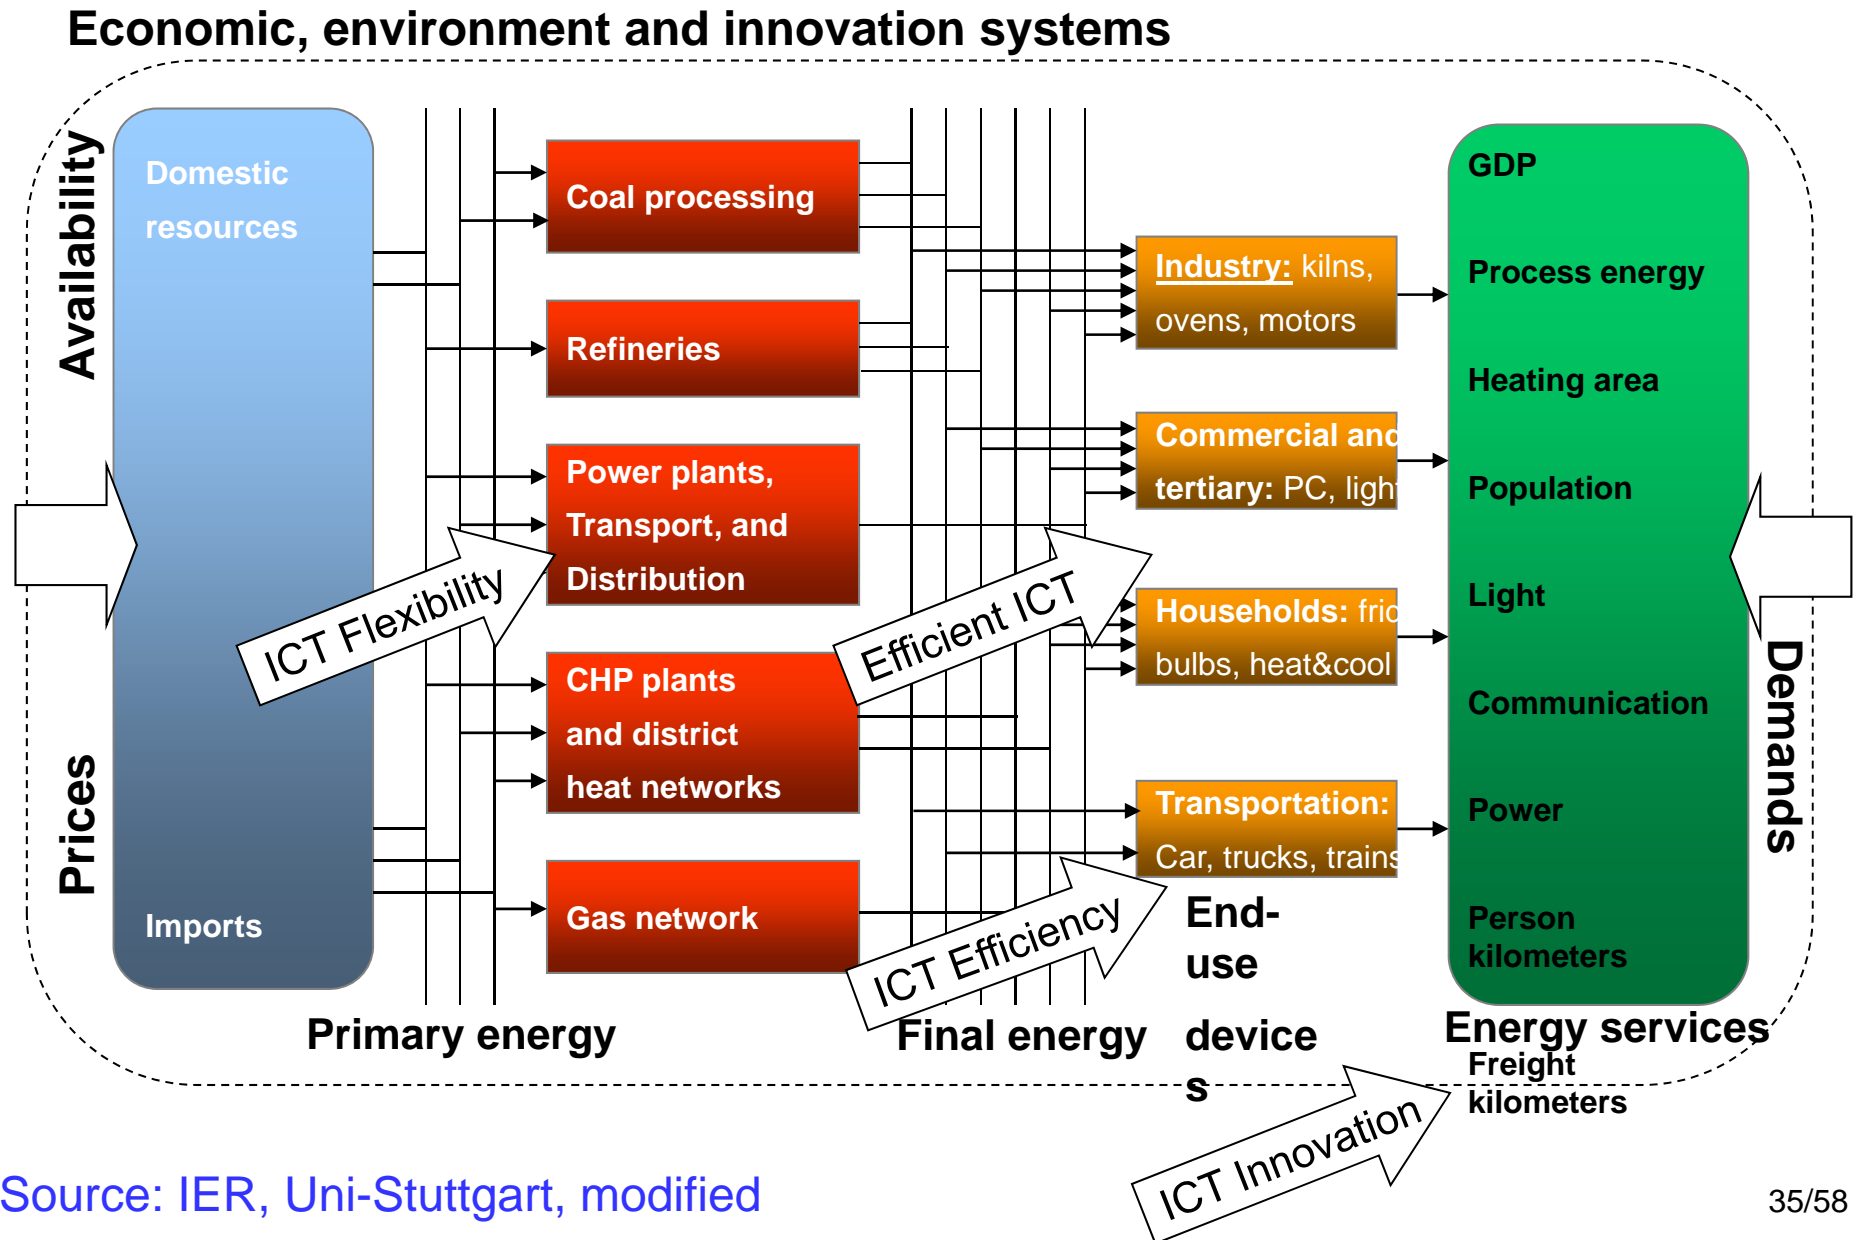 Economic, environment and innovation systems
Availability
Prices
Domestic
resources
Imports
Coal processing
Refineries
Power plants,
Transport, and
Distribution
CHP plants
and district
heat networks
Gas network
ICT Flexibility
Efficient ICT
ICT Efficiency
ICT Innovation
Industry: kilns,
ovens, motors
Commercial and
tertiary: PC, light
Households: fric
bulbs, heat&cool
Transportation:
Car, trucks, trains
End-
use
device
s
GDP
Process energy
Heating area
Population
Light
Communication
Power
Person
kilometers
Freight
kilometers
Demands
Primary energy
Final energy
Energy services
Source: IER, Uni-Stuttgart, modified
35/58